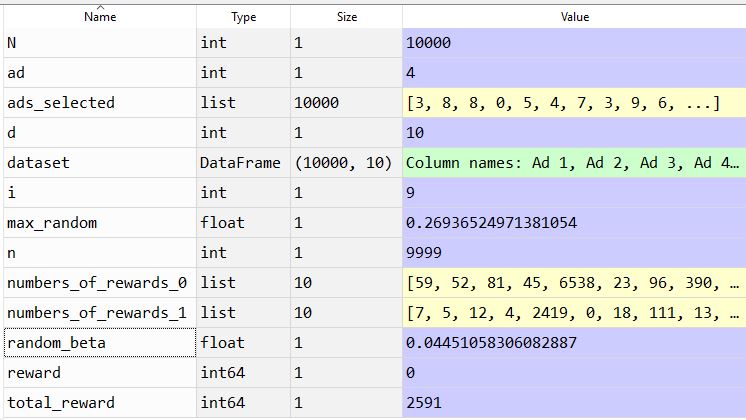 Name Type Size Value
N int 1 10000
ad int 1 4
ads_selected list 10000 [3, 8, 8, 0, 5, 4, 7, 3, 9, 6, ...]
d int 1 10
dataset DataFrame (10000, 10) Column names: Ad 1, Ad 2, Ad 3, Ad 4…
i int 1 9
max_random float 1 0.26936524971381054
n int 1 9999
numbers_of_rewards_0 list 10 [59, 52, 81, 45, 6538, 23, 96, 390, …
numbers_of_rewards_1 list 10 [7, 5, 12, 4, 2419, 0, 18, 111, 13, …
random_beta float 1 0.04451058306082887
reward int64 1 0
total_reward int64 1 2591